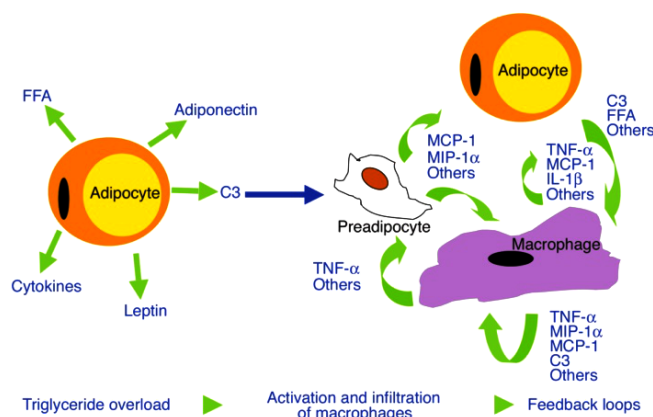 FFA
Adiponectin
Adipocyte
C3
Cytokines
Leptin
Adipocyte
MCP-1
MIP-1α
Others
C3
FFA
Others
TNF-α
MCP-1
IL-1β
Others
Preadipocyte
Macrophage
TNF-α
Others
TNF-α
MIP-1α
MCP-1
C3
Others
Triglyceride overload
Activation and infiltration
of macrophages
Feedback loops